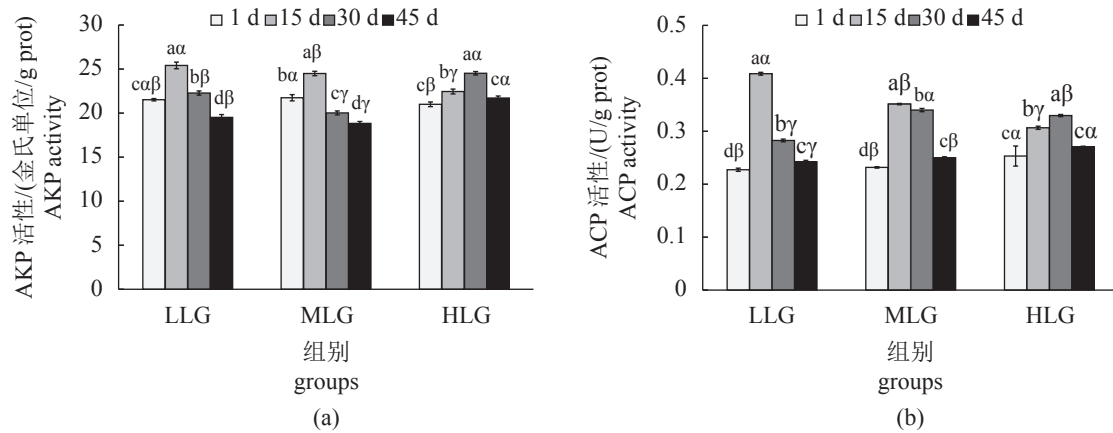 1 d 15 d 30 d 45 d
30
25
20
15
10
5
0
AKP 活性/(金氏单位/g prot)
AKP activity
cαβ aα bβ dβ
bα aβ cγ dγ
cβ bγ aα cα
LLG MLG HLG
组别
groups
(a)
1 d 15 d 30 d 45 d
0.5
0.4
0.3
0.2
0.1
0
ACP 活性/(U/g prot)
ACP activity
dβ aα bγ cγ
dβ aβ bα cβ
cα bγ aβ cα
LLG MLG HLG
组别
groups
(b)